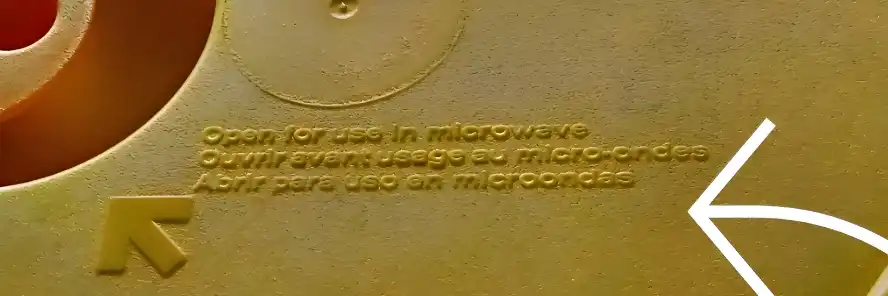 Open for use in microwave
Ouvrir avant usage au micro-ondes
Abrir para uso en microondas